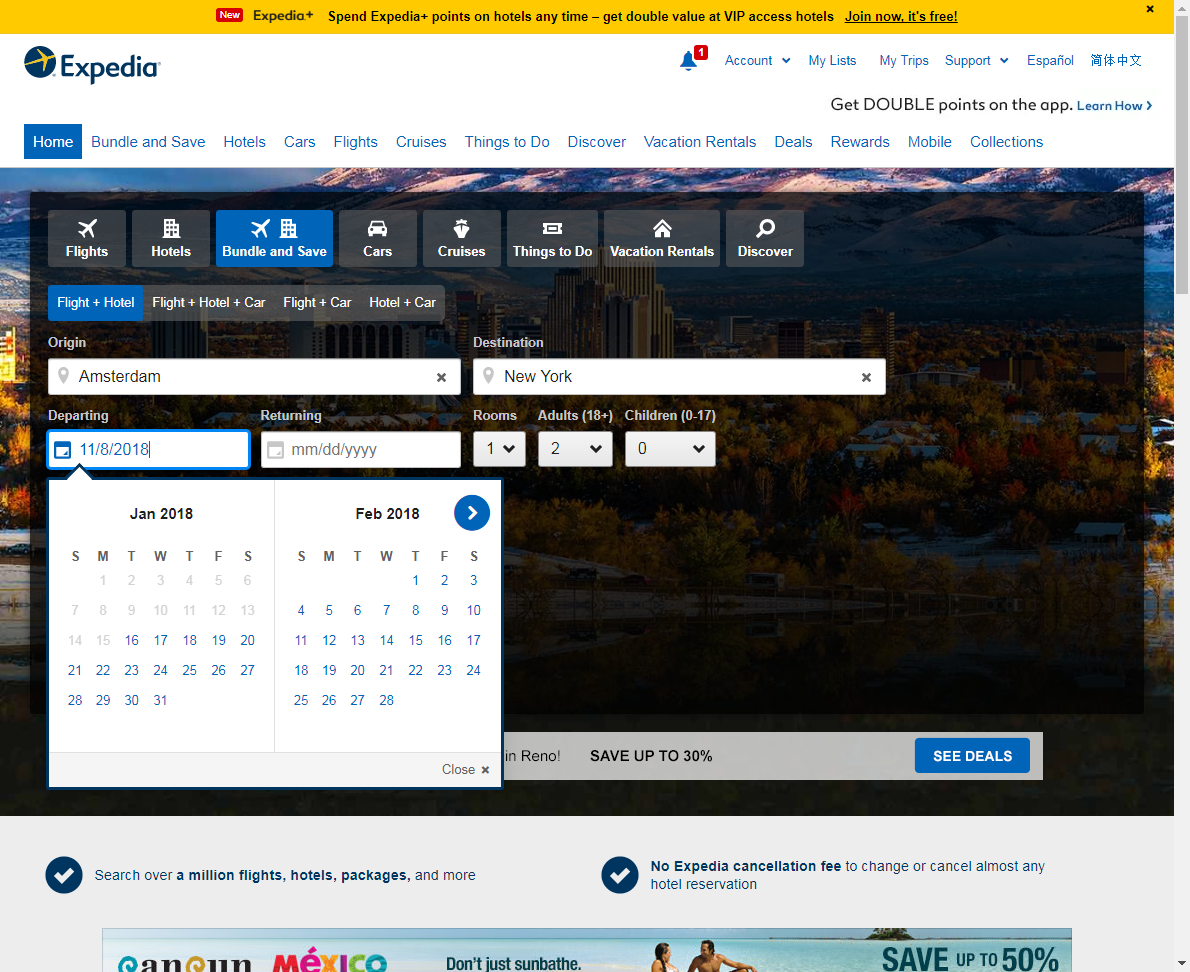 New Expedia+ Spend Expedia+ points on hotels any time – get double value at VIP access hotels Join now, it's free!
Expedia
1
Account My Lists My Trips Support Español 简体中文
Get DOUBLE points on the app. Learn How
Home Bundle and Save Hotels Cars Flights Cruises Things to Do Discover Vacation Rentals Deals Rewards Mobile Collections
Flights Hotels Bundle and Save Cars Cruises Things to Do Vacation Rentals Discover
Flight + Hotel Flight + Hotel + Car Flight + Car Hotel + Car
Origin Destination
Amsterdam New York
Departing Returning Rooms Adults (18+) Children (0-17)
11/8/2018 mm/dd/yyyy 1 2 0
Jan 2018 Feb 2018
S M T W T F S S M T W T F S
1 2 3 4 5 6 1 2 3
7 8 9 10 11 12 13 4 5 6 7 8 9 10
14 15 16 17 18 19 20 11 12 13 14 15 16 17
21 22 23 24 25 26 27 18 19 20 21 22 23 24
28 29 30 31 25 26 27 28
in Reno! SAVE UP TO 30% SEE DEALS
Close
Search over a million flights, hotels, packages, and more
No Expedia cancellation fee to change or cancel almost any
hotel reservation
cancun MÉXICO Don't just sunbathe. SAVE UP TO 50%